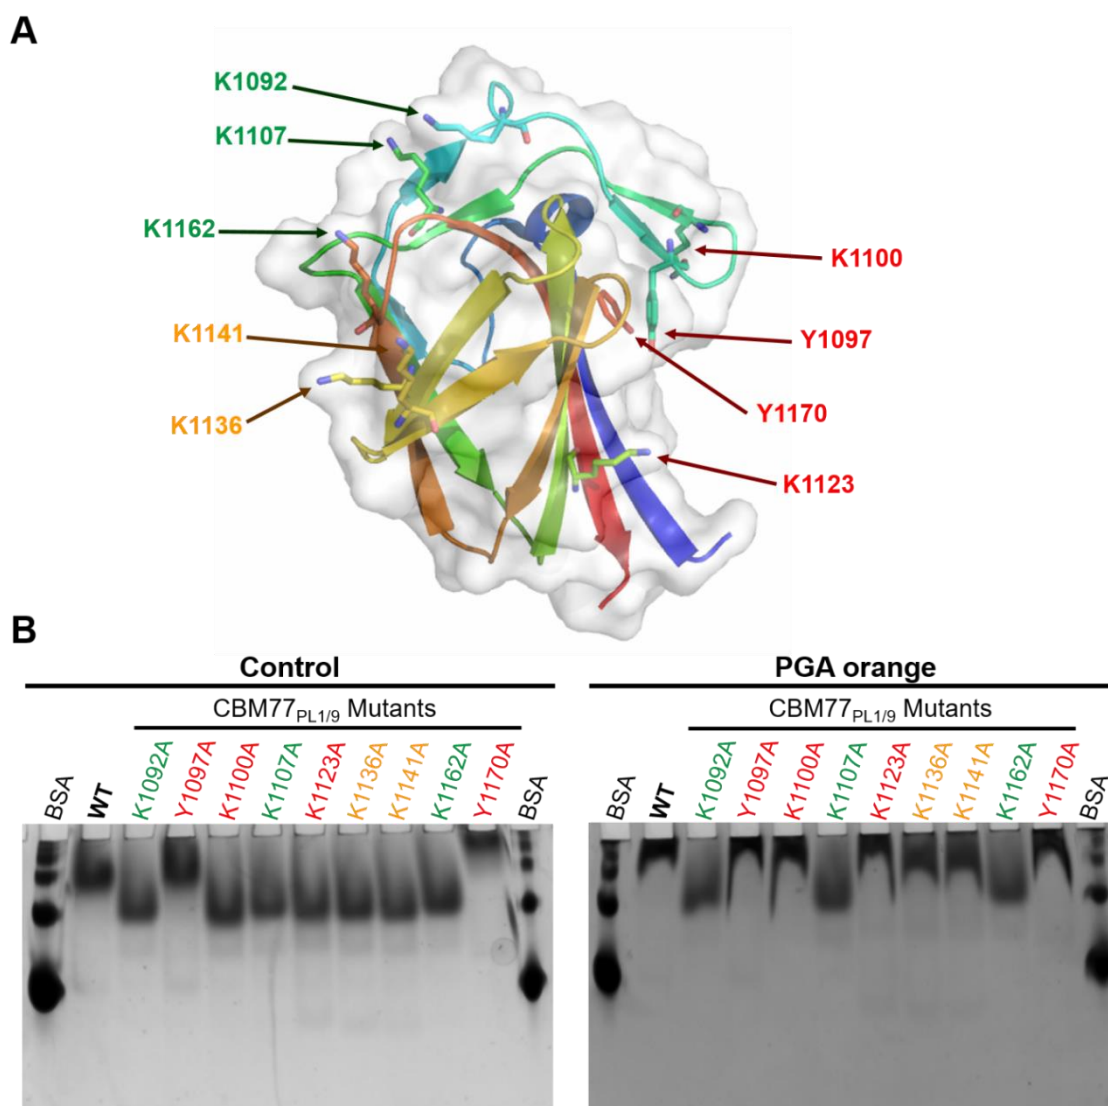 A
K1092
K1107
K1162
K1141
K1136
K1100
Y1097
Y1170
K1123
B
Control
PGA orange
CBM77PL1/9 Mutants
CBM77PL1/9 Mutants
BSA WT K1092A Y1097A K1100A K1107A K1123A K1136A K1141A K1162A Y1170A BSA
BSA WT K1092A Y1097A K1100A K1107A K1123A K1136A K1141A K1162A Y1170A BSA